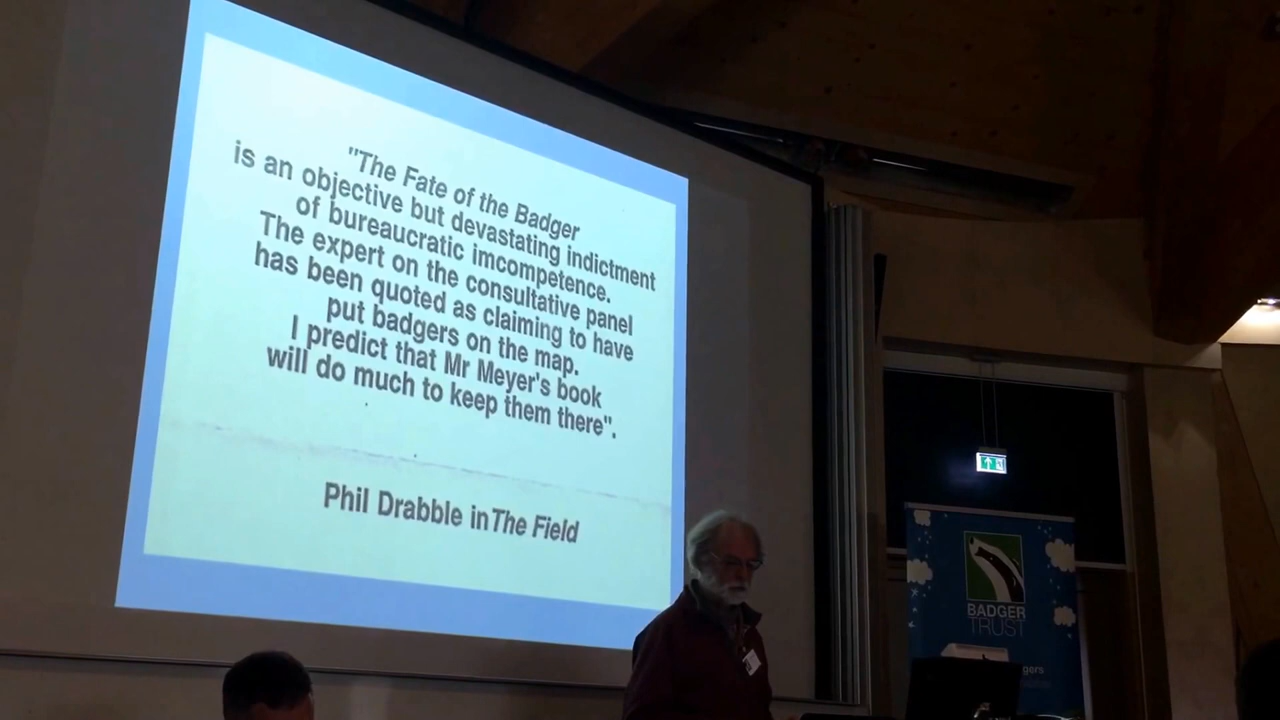 "The Fate of the Badger
is an objective but devastating indictment
of bureaucratic imcompetence.
The expert on the consultative panel
has been quoted as claiming to have
put badgers on the map.
I predict that Mr Meyer's book
will do much to keep them there".
Phil Drabble in The Field
BADGER
TRUST